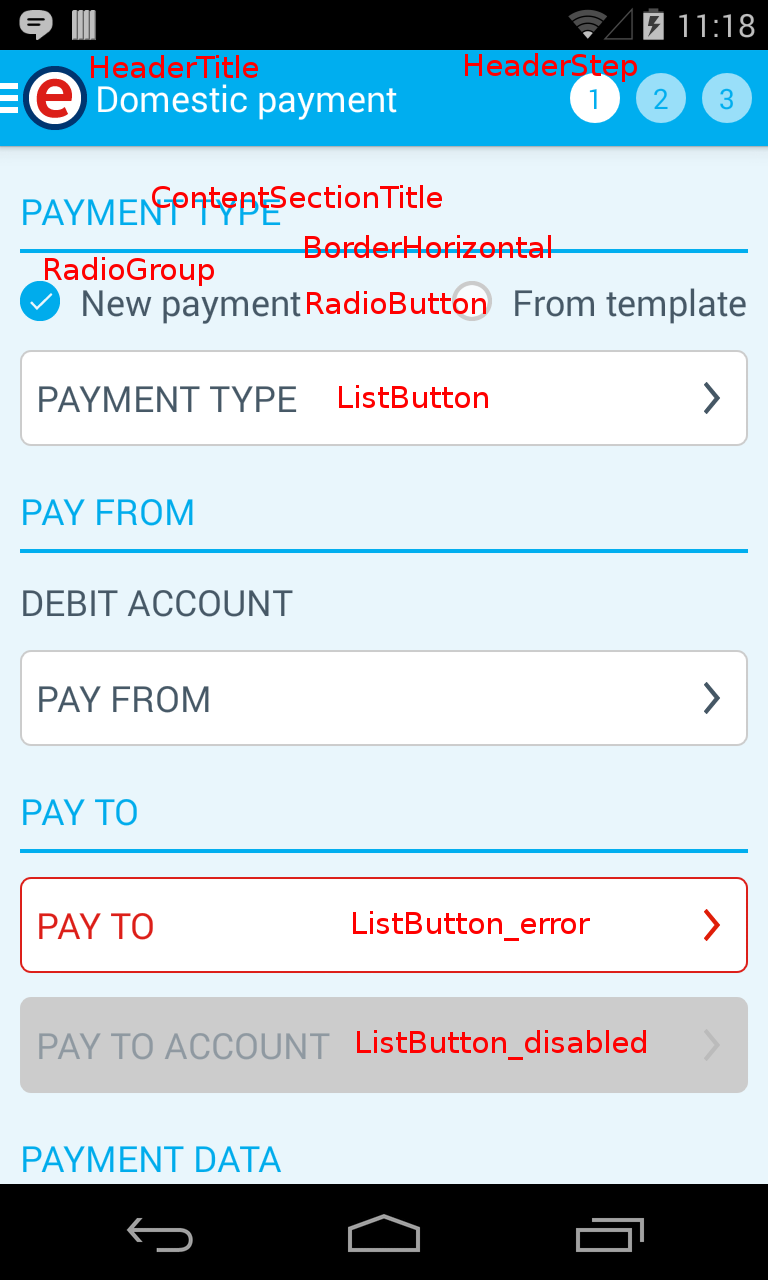 11:18
HeaderTitle HeaderStep
e Domestic payment 1 2 3
ContentSectionTitle
PAYMENT TYPE
BorderHorizontal
RadioGroup
New payment RadioButton From template
PAYMENT TYPE ListButton
PAY FROM
DEBIT ACCOUNT
PAY FROM
PAY TO
PAY TO ListButton_error
PAY TO ACCOUNT ListButton_disabled
PAYMENT DATA